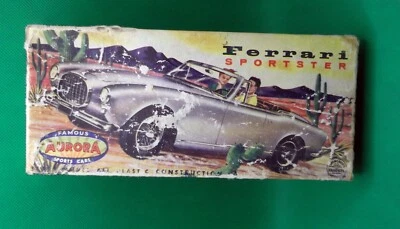 Ferrari
SPORTSTER
FAMOUS
AURORA
SPORTS CARS
CONSTRUCTION